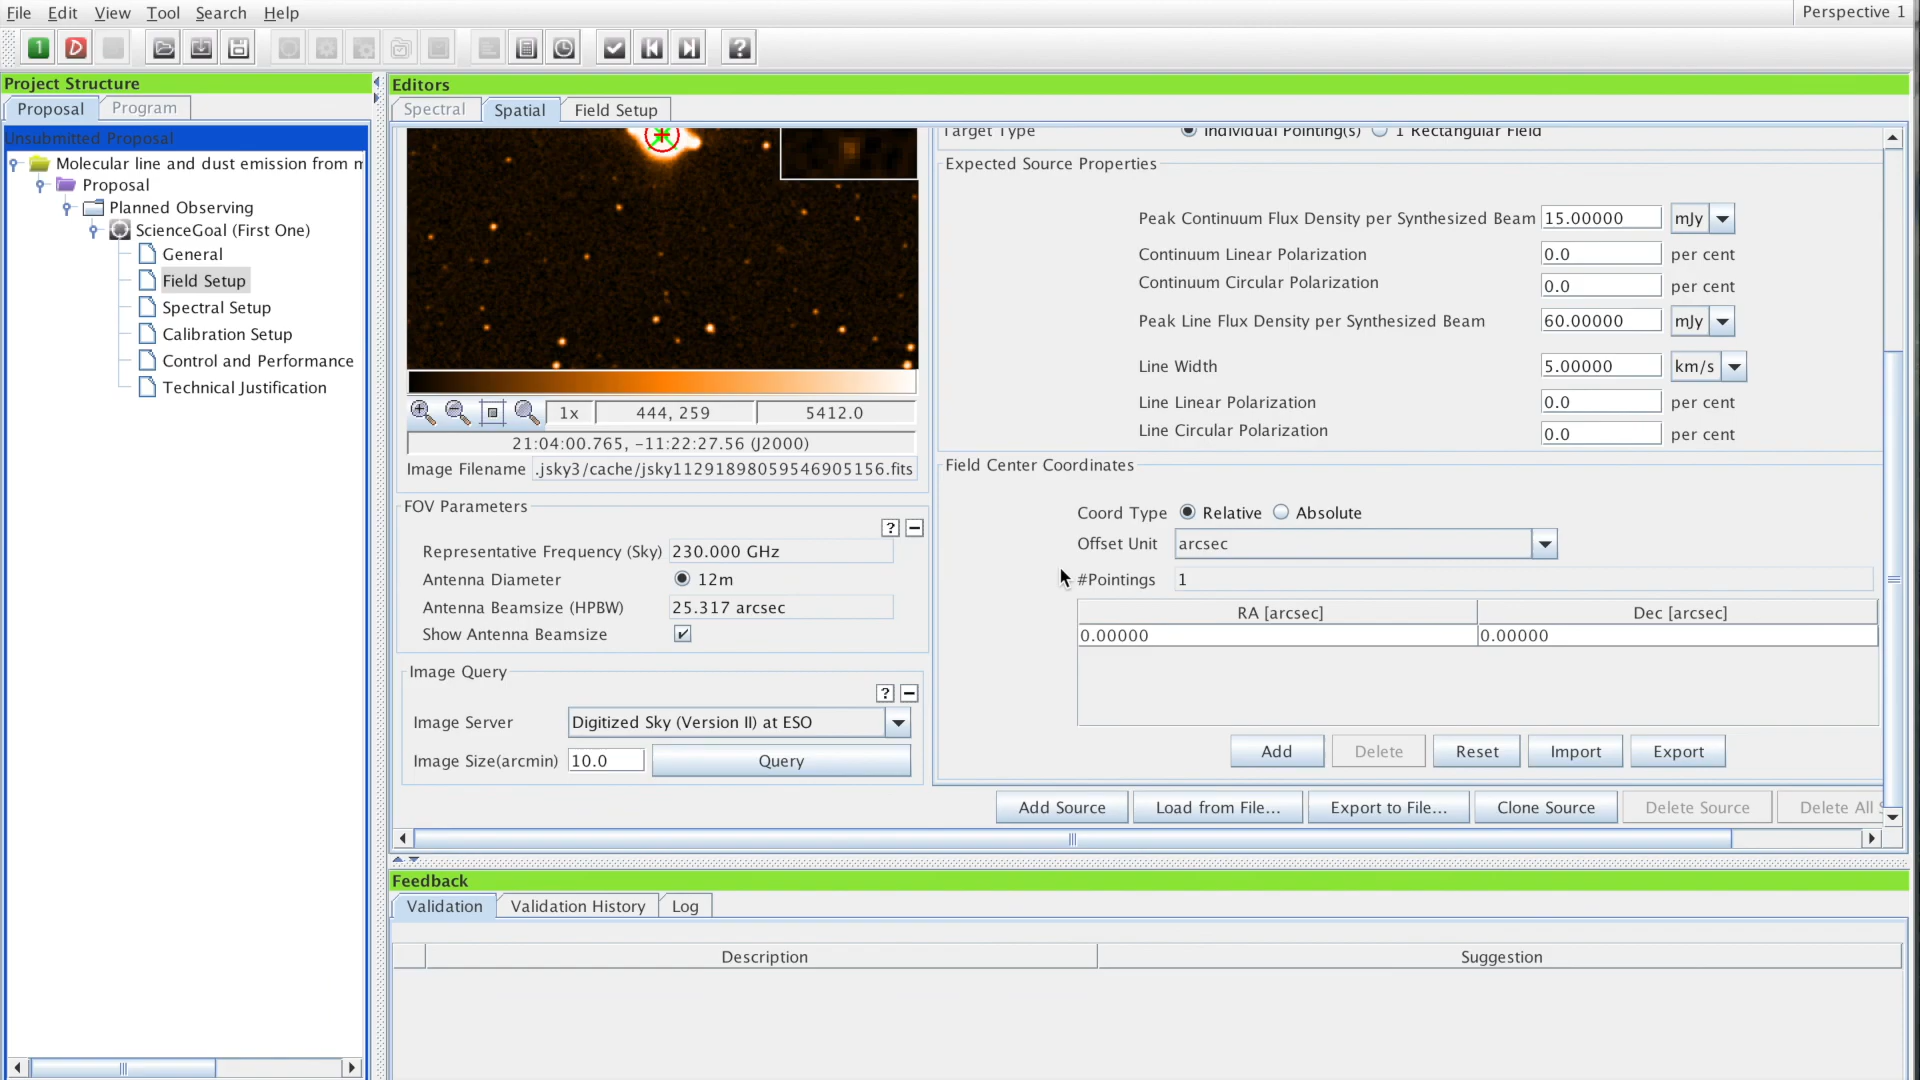 File Edit View Tool Search Help
Perspective 1
1 D ?
Project Structure
Proposal Program
Unsubmitted Proposal
Molecular line and dust emission from
Proposal
Planned Observing
ScienceGoal (First One)
General
Field Setup
Spectral Setup
Calibration Setup
Control and Performance
Technical Justification
Editors
Spectral Spatial Field Setup
1x 444, 259 5412.0
21:04:00.765, -11:22:27.56 (J2000)
Image Filename .jsky3/cache/jsky11291898059546905156.fits
FOV Parameters
? −
Representative Frequency (Sky) 230.000 GHz
Antenna Diameter 12m
Antenna Beamsize (HPBW) 25.317 arcsec
Show Antenna Beamsize
Image Query
? −
Image Server Digitized Sky (Version II) at ESO
Image Size(arcmin) 10.0 Query
Target Type Individual Pointing(s) 1 Rectangular Field
Expected Source Properties
Peak Continuum Flux Density per Synthesized Beam 15.00000 mJy
Continuum Linear Polarization 0.0 per cent
Continuum Circular Polarization 0.0 per cent
Peak Line Flux Density per Synthesized Beam 60.00000 mJy
Line Width 5.00000 km/s
Line Linear Polarization 0.0 per cent
Line Circular Polarization 0.0 per cent
Field Center Coordinates
Coord Type Relative Absolute
Offset Unit arcsec
#Pointings 1
RA [arcsec] Dec [arcsec]
0.00000 0.00000
Add Delete Reset Import Export
Add Source Load from File... Export to File... Clone Source Delete Source Delete All
Feedback
Validation Validation History Log
Description Suggestion